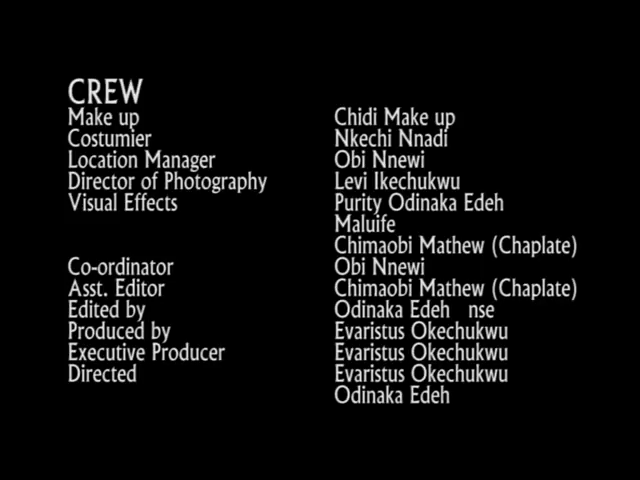 CREW
Make up Chidi Make up
Costumier Nkechi Nnadi
Location Manager Obi Nnewi
Director of Photography Levi Ikechukwu
Visual Effects Purity Odinaka Edeh
Maluife
Chimaobi Mathew (Chaplate)
Co-ordinator Obi Nnewi
Asst. Editor Chimaobi Mathew (Chaplate)
Edited by Odinaka Edeh nse
Produced by Evaristus Okechukwu
Executive Producer Evaristus Okechukwu
Directed Evaristus Okechukwu
Odinaka Edeh